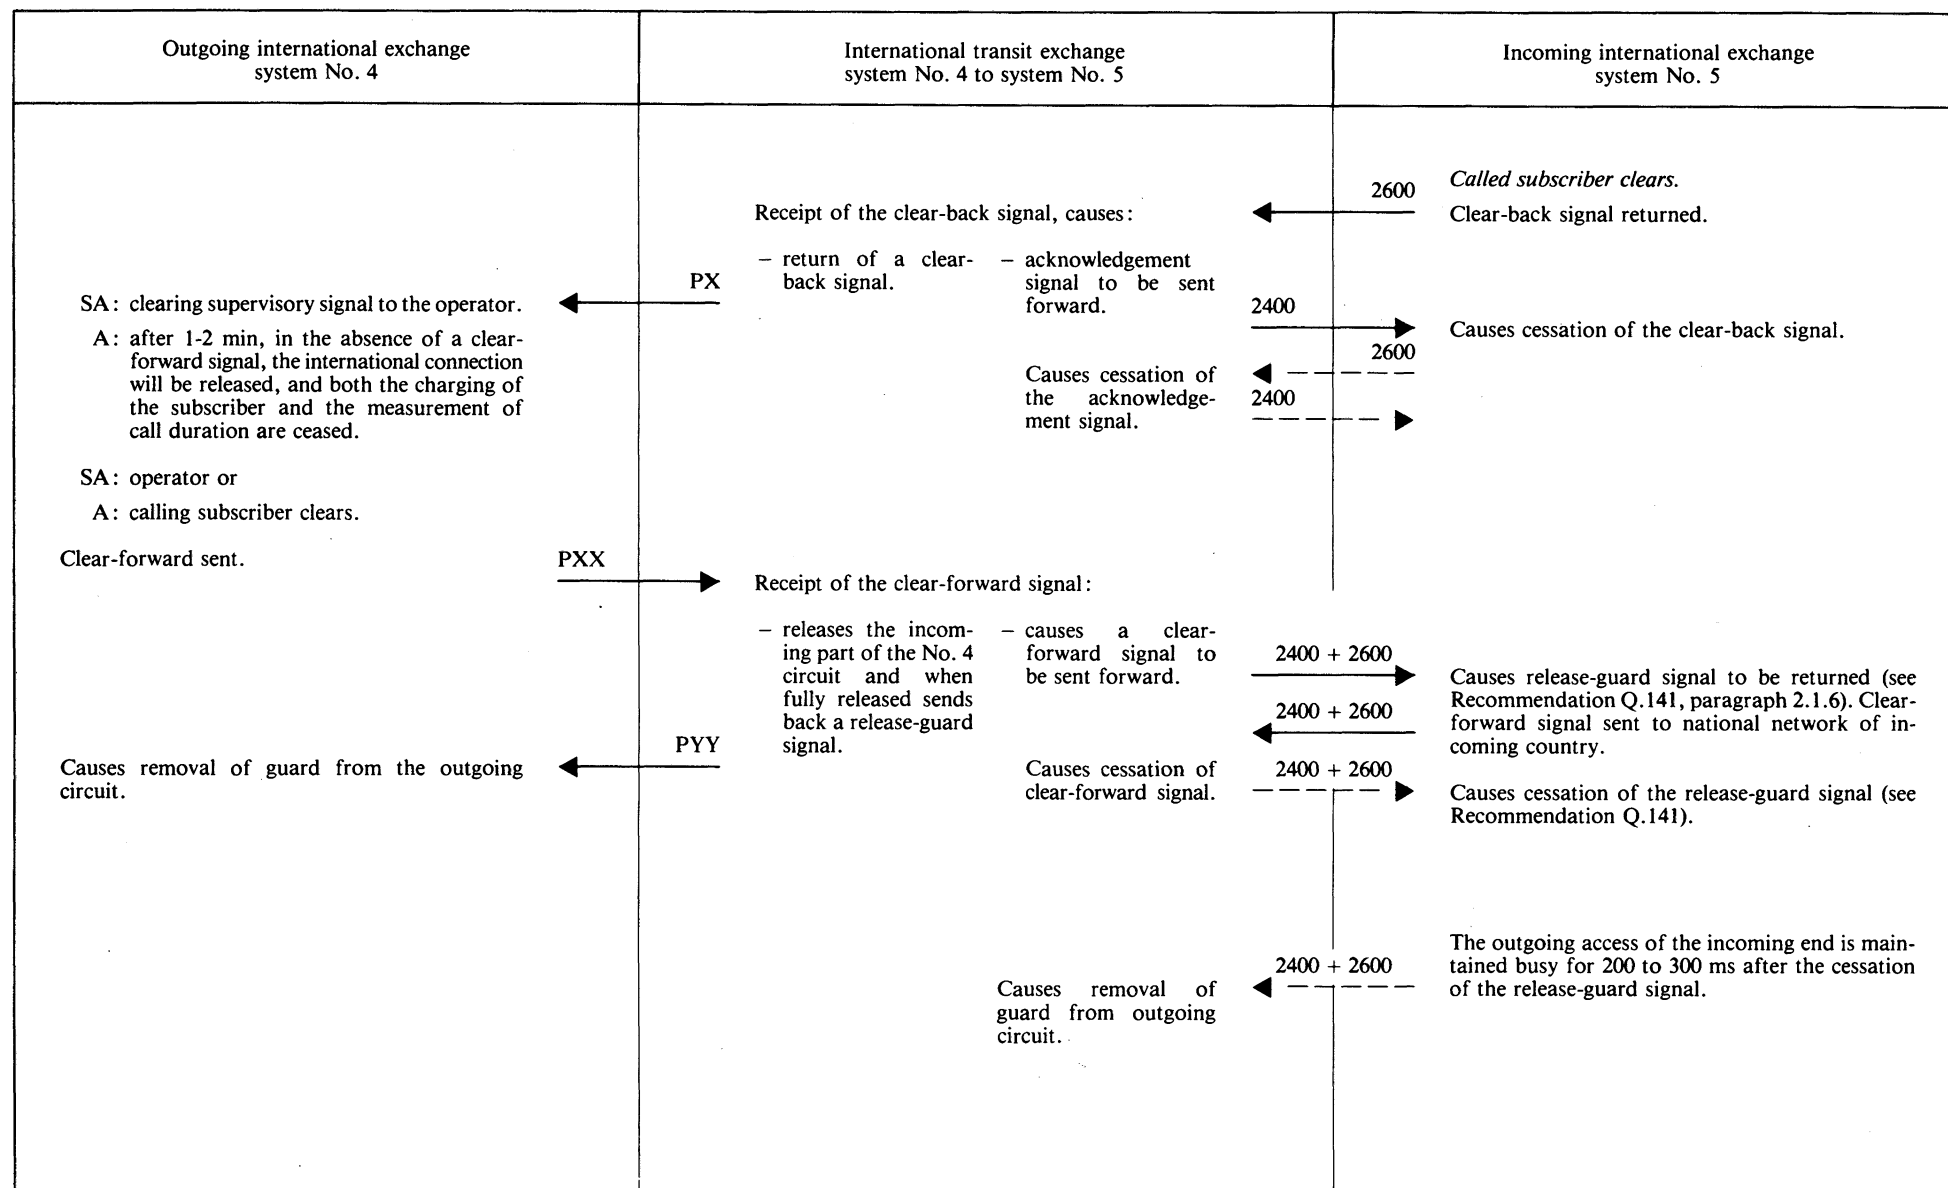 Outgoing international exchange
system No. 4
International transit exchange
system No. 4 to system No. 5
Incoming international exchange
system No. 5
Called subscriber clears.
2600
Clear-back signal returned.
Receipt of the clear-back signal, causes:
– return of a clear-
back signal.
– acknowledgement
signal to be sent
forward.
PX
SA: clearing supervisory signal to the operator.
A: after 1-2 min, in the absence of a clear-
forward signal, the international connection
will be released, and both the charging of
the subscriber and the measurement of
call duration are ceased.
2400
Causes cessation of the clear-back signal.
2600
Causes cessation of
the acknowledge-
ment signal.
2400
SA: operator or
A: calling subscriber clears.
Clear-forward sent.
PXX
Receipt of the clear-forward signal:
– releases the incom-
ing part of the No. 4
circuit and when
fully released sends
back a release-guard
signal.
– causes a clear-
forward signal to
be sent forward.
2400 + 2600
Causes release-guard signal to be returned (see
Recommendation Q.141, paragraph 2.1.6). Clear-
forward signal sent to national network of in-
coming country.
2400 + 2600
PYY
Causes removal of guard from the outgoing
circuit.
Causes cessation of
clear-forward signal.
2400 + 2600
Causes cessation of the release-guard signal (see
Recommendation Q.141).
The outgoing access of the incoming end is main-
tained busy for 200 to 300 ms after the cessation
of the release-guard signal.
2400 + 2600
Causes removal of
guard from outgoing
circuit.